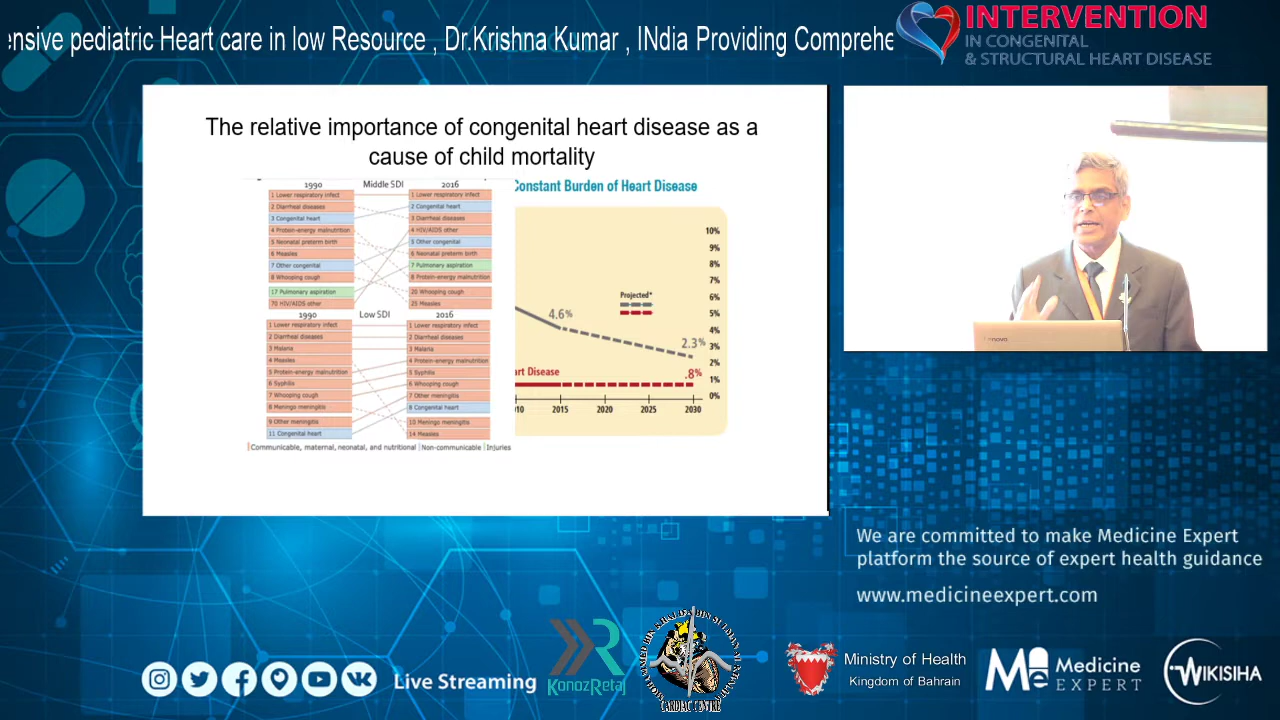 ensive pediatric Heart care in low Resource , Dr.Krishna Kumar , INdia Providing Comprehe
INTERVENTION
IN CONGENITAL
& STRUCTURAL HEART DISEASE
The relative importance of congenital heart disease as a
cause of child mortality
1990 Middle SDI 2016
1 Lower respiratory infect 1 Lower respiratory infect
2 Diarrheal diseases 2 Congenital heart
3 Congenital heart 3 Diarrheal diseases
4 Protein-energy malnutrition 4 HIV/AIDS other
5 Neonatal preterm birth 5 Other congenital
6 Measles 6 Neonatal preterm birth
7 Other congenital 7 Pulmonary aspiration
8 Whooping cough 8 Protein-energy malnutrition
17 Pulmonary aspiration 20 Whooping cough
70 HIV/AIDS other 25 Measles
1990 Low SDI 2016
1 Lower respiratory infect 1 Lower respiratory infect
2 Diarrheal diseases 2 Diarrheal diseases
3 Malaria 3 Malaria
4 Measles 4 Protein-energy malnutrition
5 Protein-energy malnutrition 5 Syphilis
6 Syphilis 6 Whooping cough
7 Whooping cough 7 Other meningitis
8 Meningo meningitis 8 Congenital heart
9 Other meningitis 10 Meningo meningitis
11 Congenital heart 14 Measles
Communicable, maternal, neonatal, and nutritional Non-communicable Injuries
Constant Burden of Heart Disease
10%
9%
8%
7%
Projected* 6%
5%
4.6% 4%
2.3% 3%
2%
art Disease .8% 1%
0%
10 2015 2020 2025 2030
We are committed to make Medicine Expert
platform the source of expert health guidance
www.medicineexpert.com
Live Streaming
KanozRetaj
CARDIAC CENTRE
Ministry of Health
Kingdom of Bahrain
Me Medicine
EXPERT
WIKISIHA